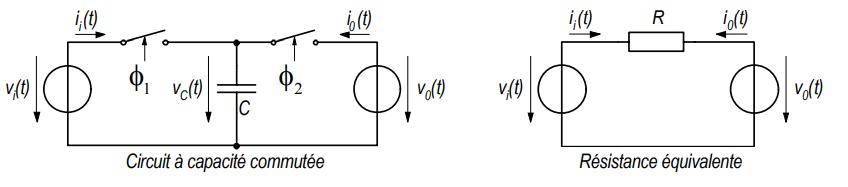 i_i(t) i_0(t) i_i(t) R i_0(t)
v_i(t) ϕ_1 v_C(t) C ϕ_2 v_0(t) v_i(t) v_0(t)
Circuit à capacité commutée Résistance équivalente